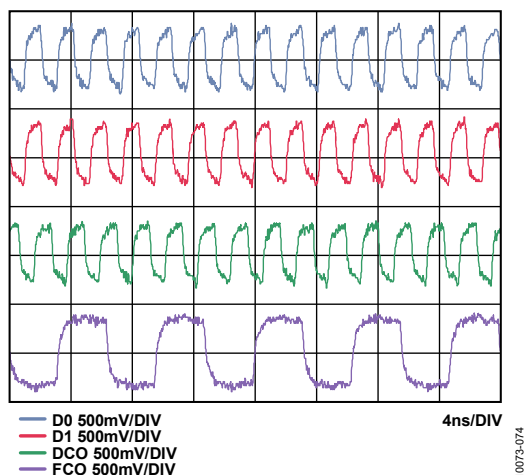 D0 500mV/DIV
D1 500mV/DIV
DCO 500mV/DIV
FCO 500mV/DIV
4ns/DIV
0073-074